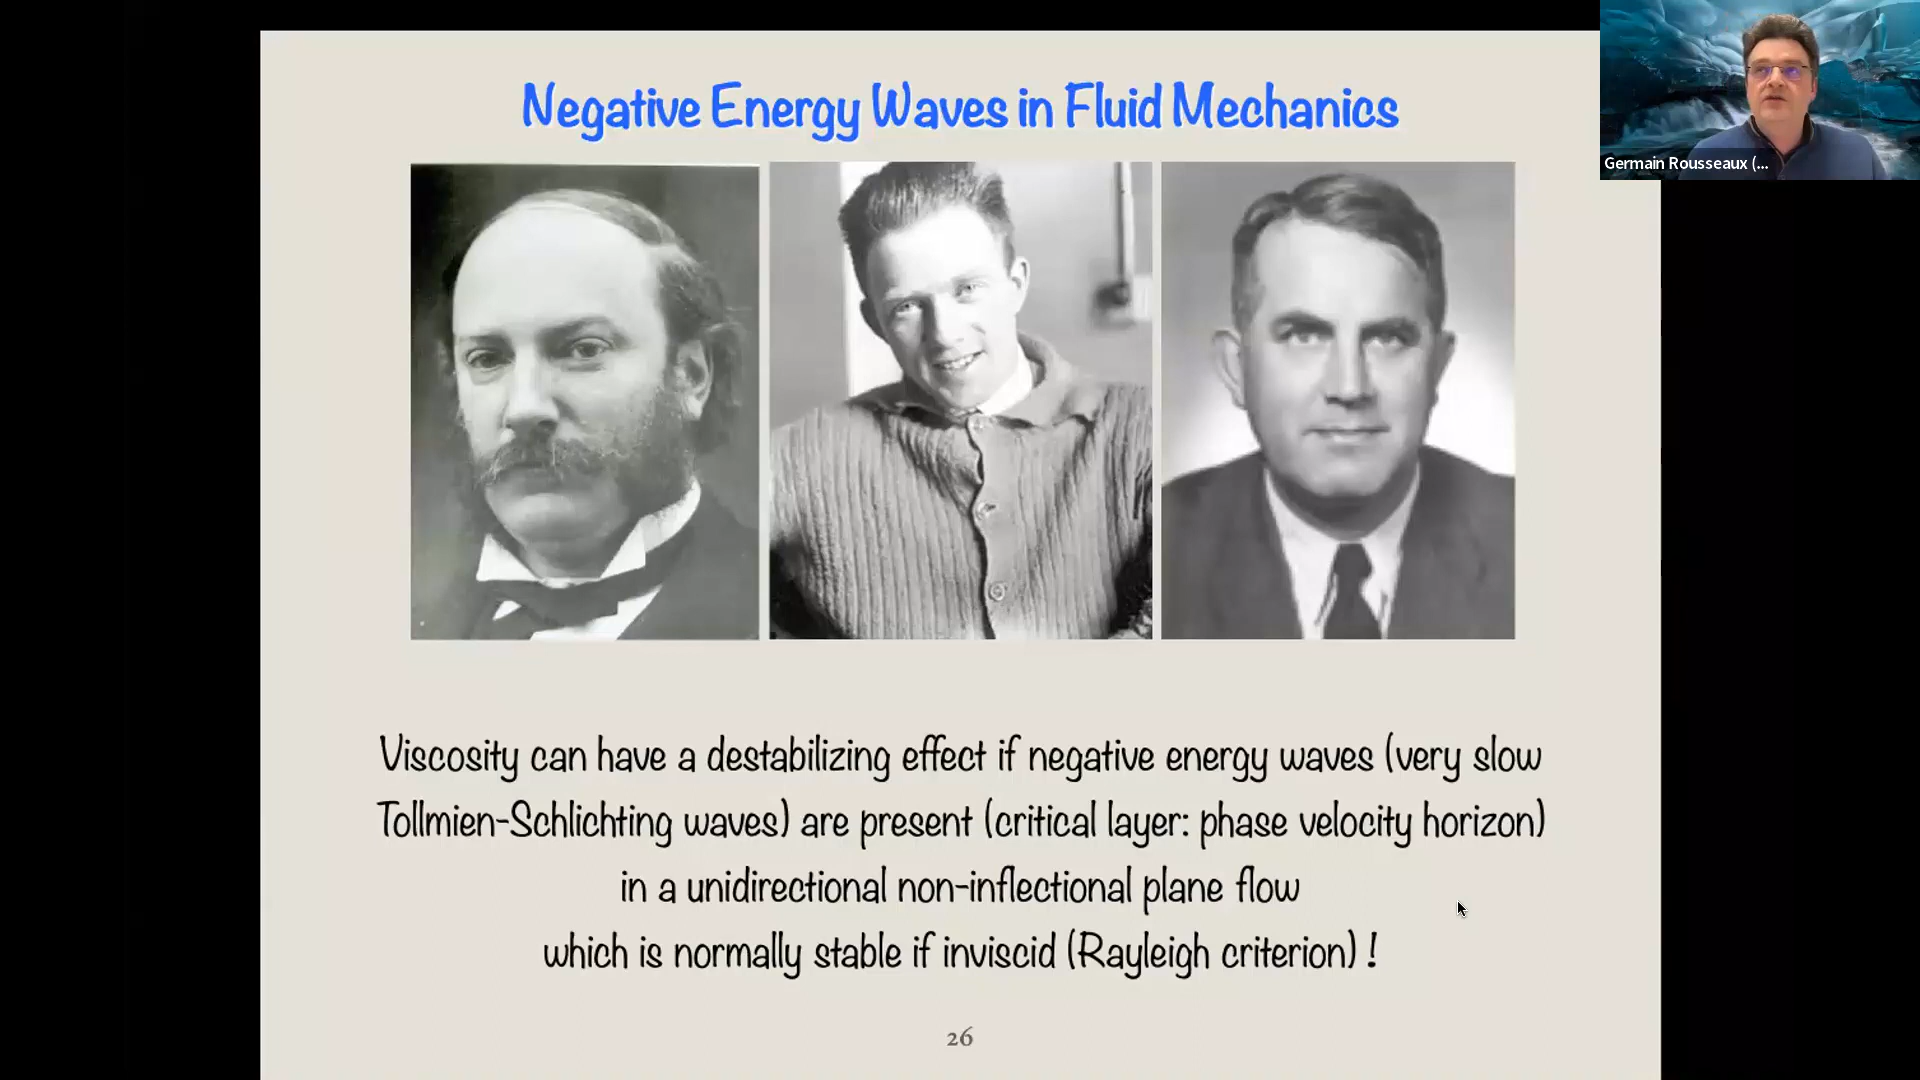 Negative Energy Waves in Fluid Mechanics
Germain Rousseaux (...
Viscosity can have a destabilizing effect if negative energy waves (very slow
Tollmien-Schlichting waves) are present (critical layer: phase velocity horizon)
in a unidirectional non-inflectional plane flow
which is normally stable if inviscid (Rayleigh criterion) !
26